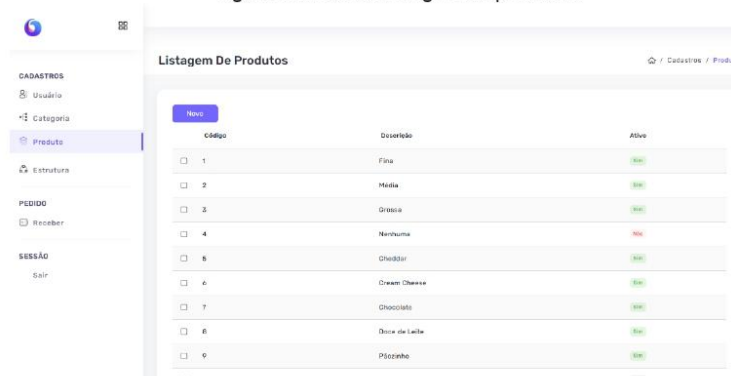 Listagem De Produtos
/ Cadastros /
CADASTROS
Usuário
Categoria
Produto
Estrutura
PEDIDO
Receber
SESSÃO
Sair
Novo
Código Descrição Ativo
1 Fina Sim
2 Média Sim
3 Grossa Sim
4 Nenhuma Não
5 Cheddar Sim
6 Cream Cheese Sim
7 Chocolate Sim
8 Doce de Leite Sim
9 Pãozinho Sim